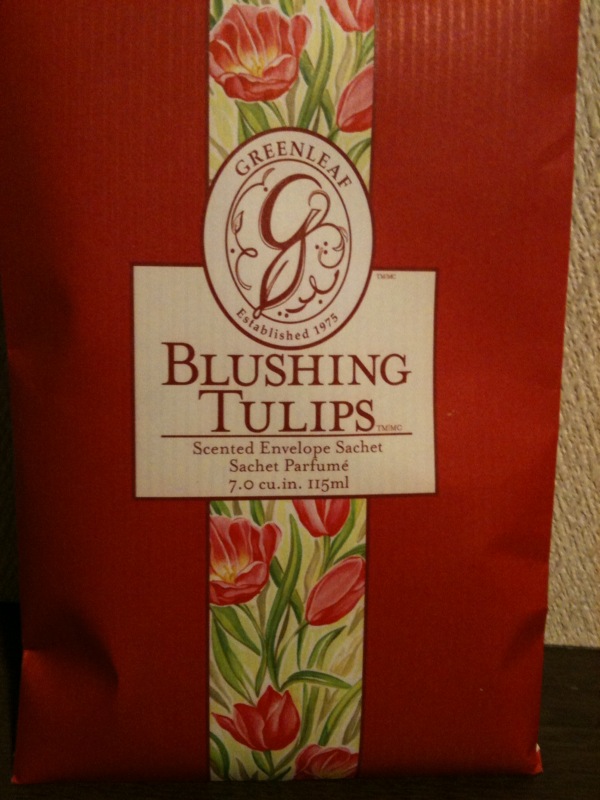 GREENLEAF
Established 1975
TM/MC
BLUSHING
TULIPS TM/MC
Scented Envelope Sachet
Sachet Parfumé
7.0 cu.in. 115ml